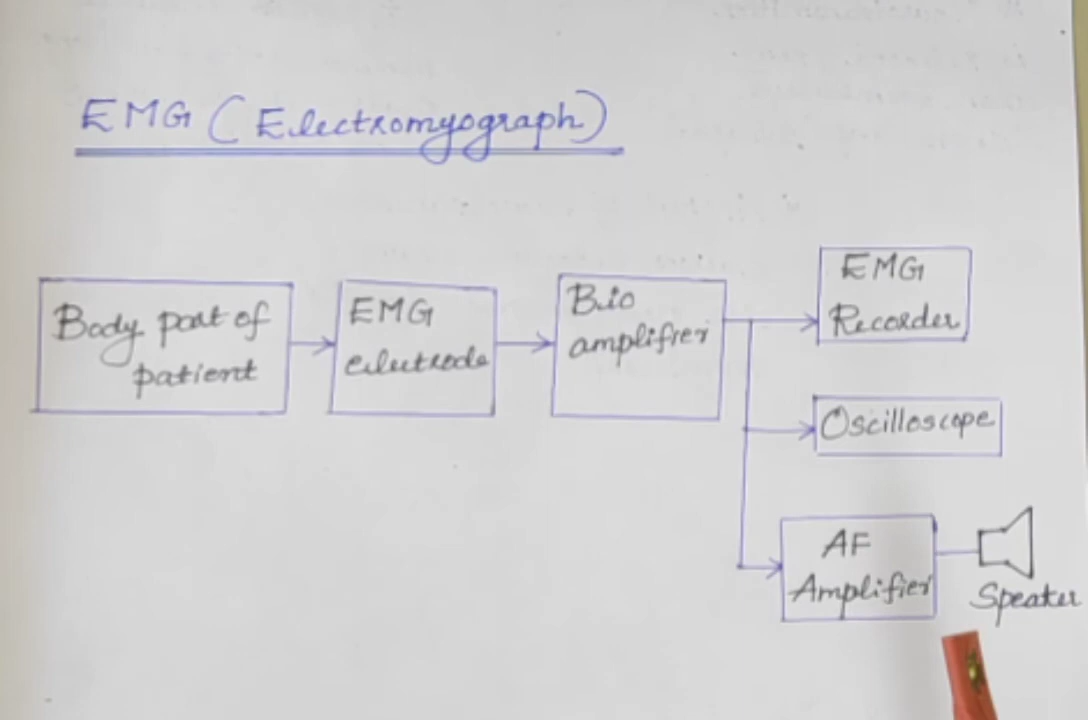 EMG (Electromyograph)
Body part of
patient
EMG
electrode
Bio
amplifier
EMG
Recorder
Oscilloscope
AF
Amplifier
Speaker